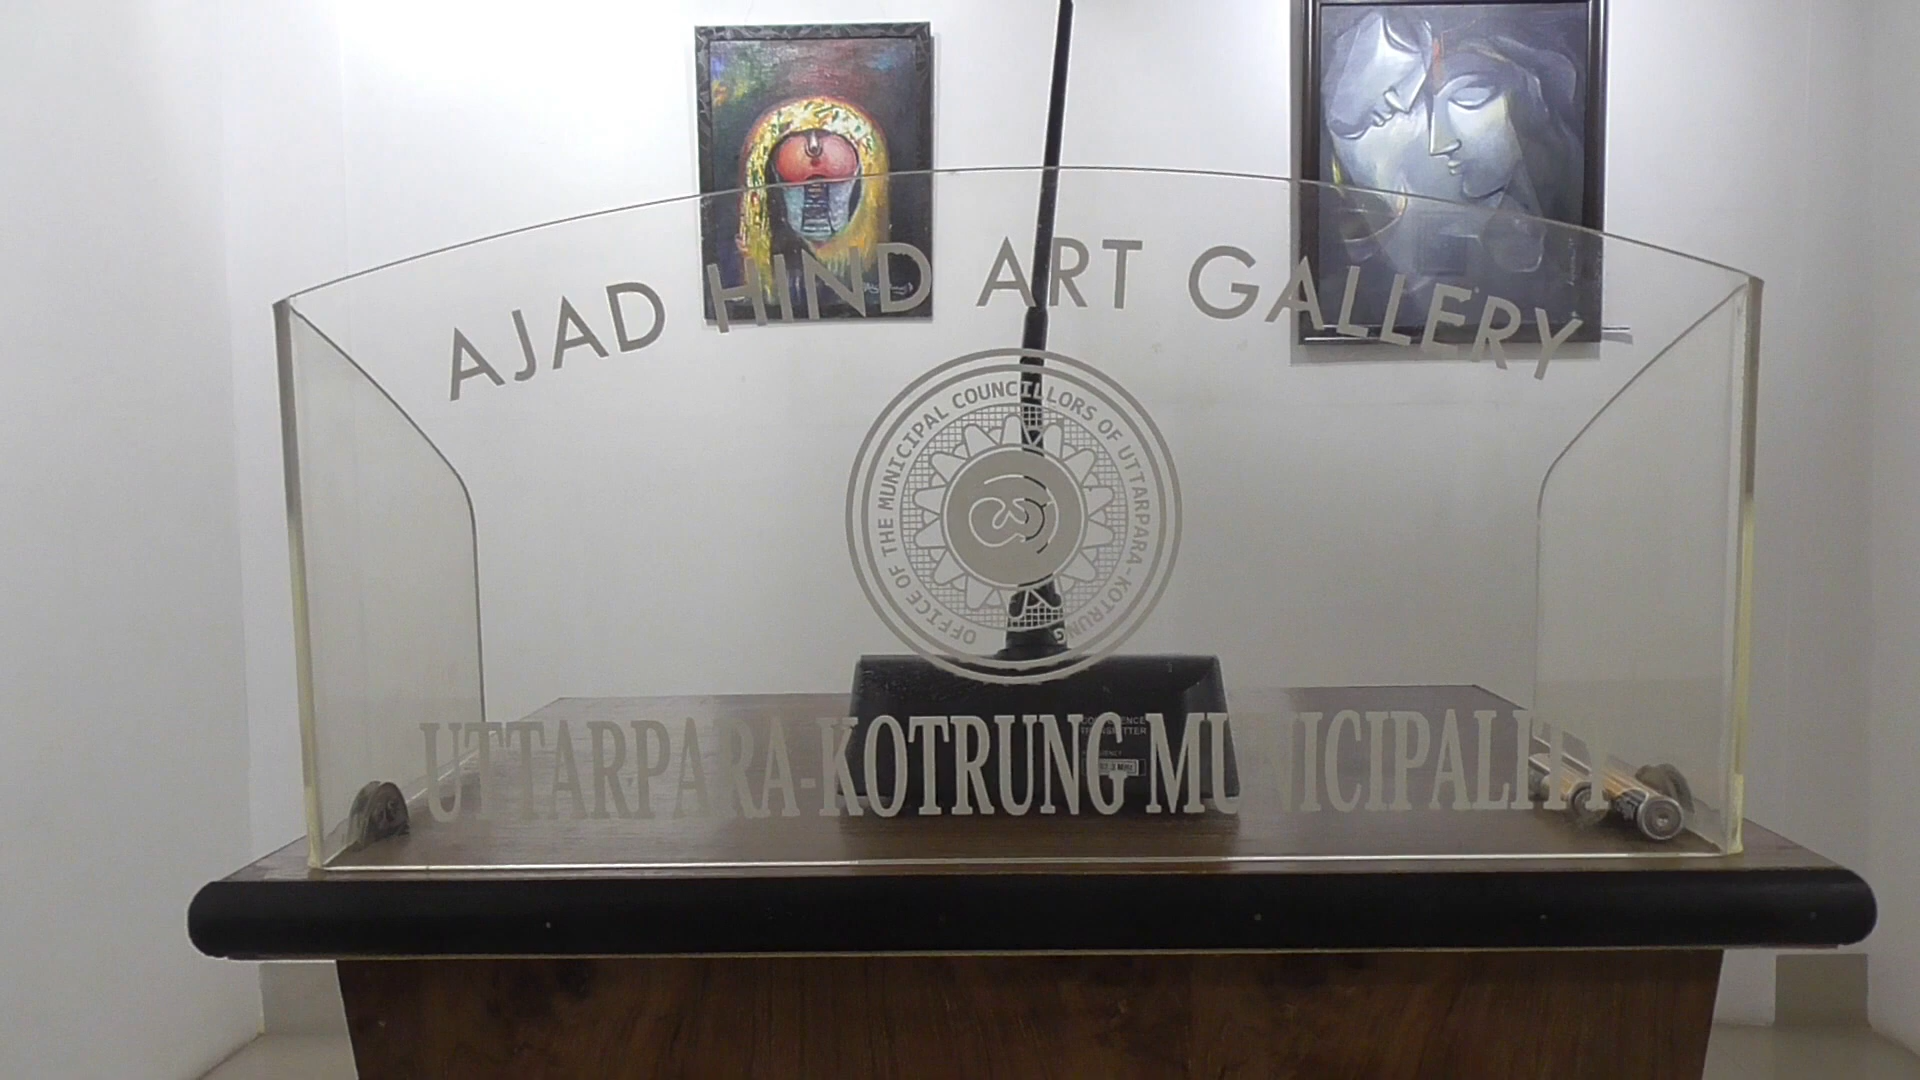 AJAD HIND ART GALLERY
OFFICE OF THE MUNICIPAL COUNCILLORS OF UTTARPARA-KOTRUNG
UTTARPARA-KOTRUNG MUNICIPALITY